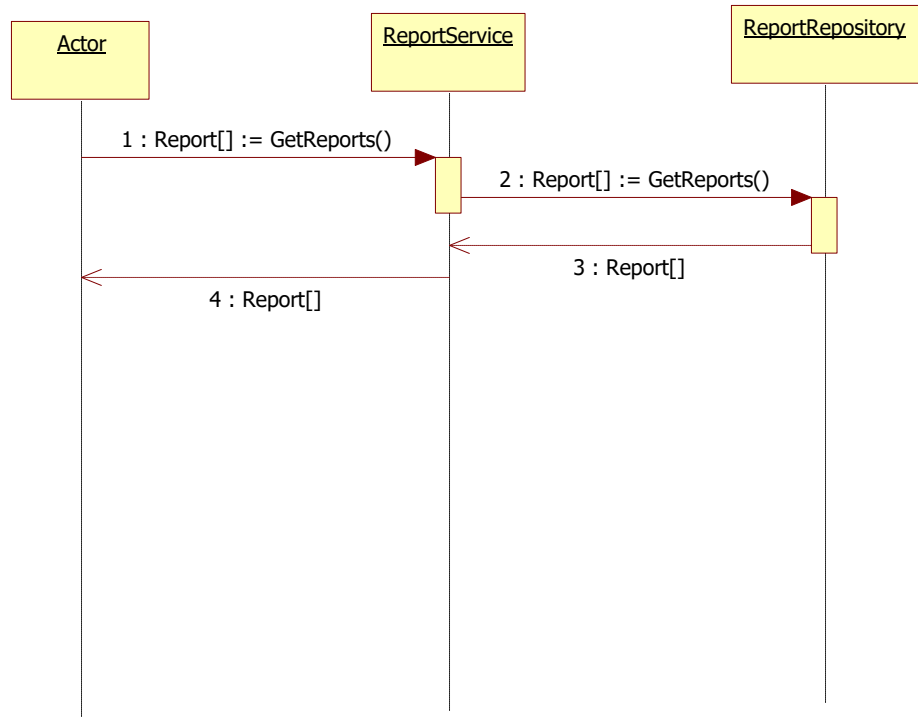 Actor
ReportService
ReportRepository
1 : Report[] := GetReports()
2 : Report[] := GetReports()
3 : Report[]
4 : Report[]